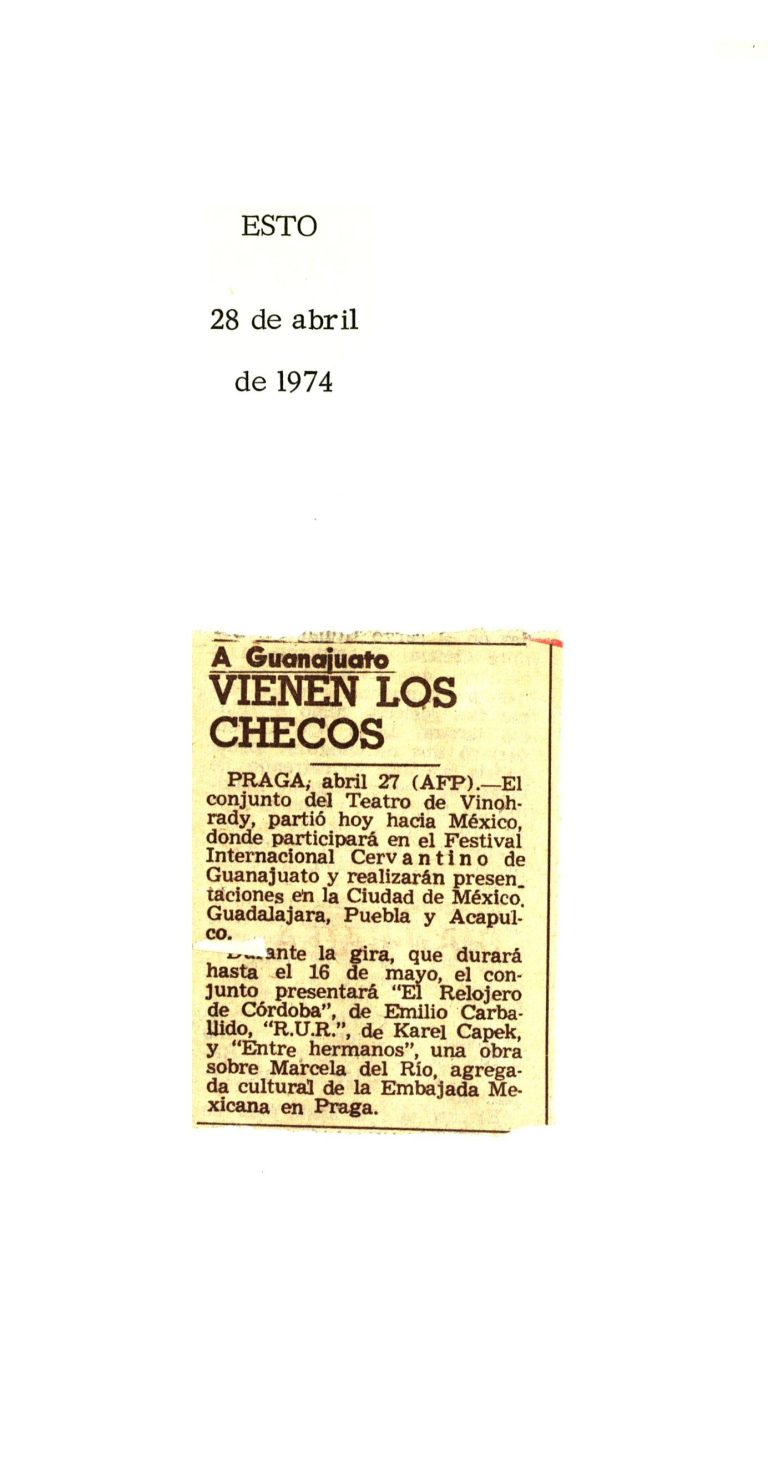 ESTO
28 de abril
de 1974
A Guanajuato
VIENEN LOS
CHECOS
PRAGA, abril 27 (AFP).—El
conjunto del Teatro de Vinoh-
rady, partió hoy hacia México,
donde participará en el Festival
Internacional Cervantino de
Guanajuato y realizarán presen_
taciones en la Ciudad de México,
Guadalajara, Puebla y Acapul-
co.
Durante la gira, que durará
hasta el 16 de mayo, el con-
junto presentará “El Relojero
de Córdoba”, de Emilio Carba-
llido, “R.U.R.”, de Karel Capek,
y “Entre hermanos”, una obra
sobre Marcela del Río, agrega-
da cultural de la Embajada Me-
xicana en Praga.